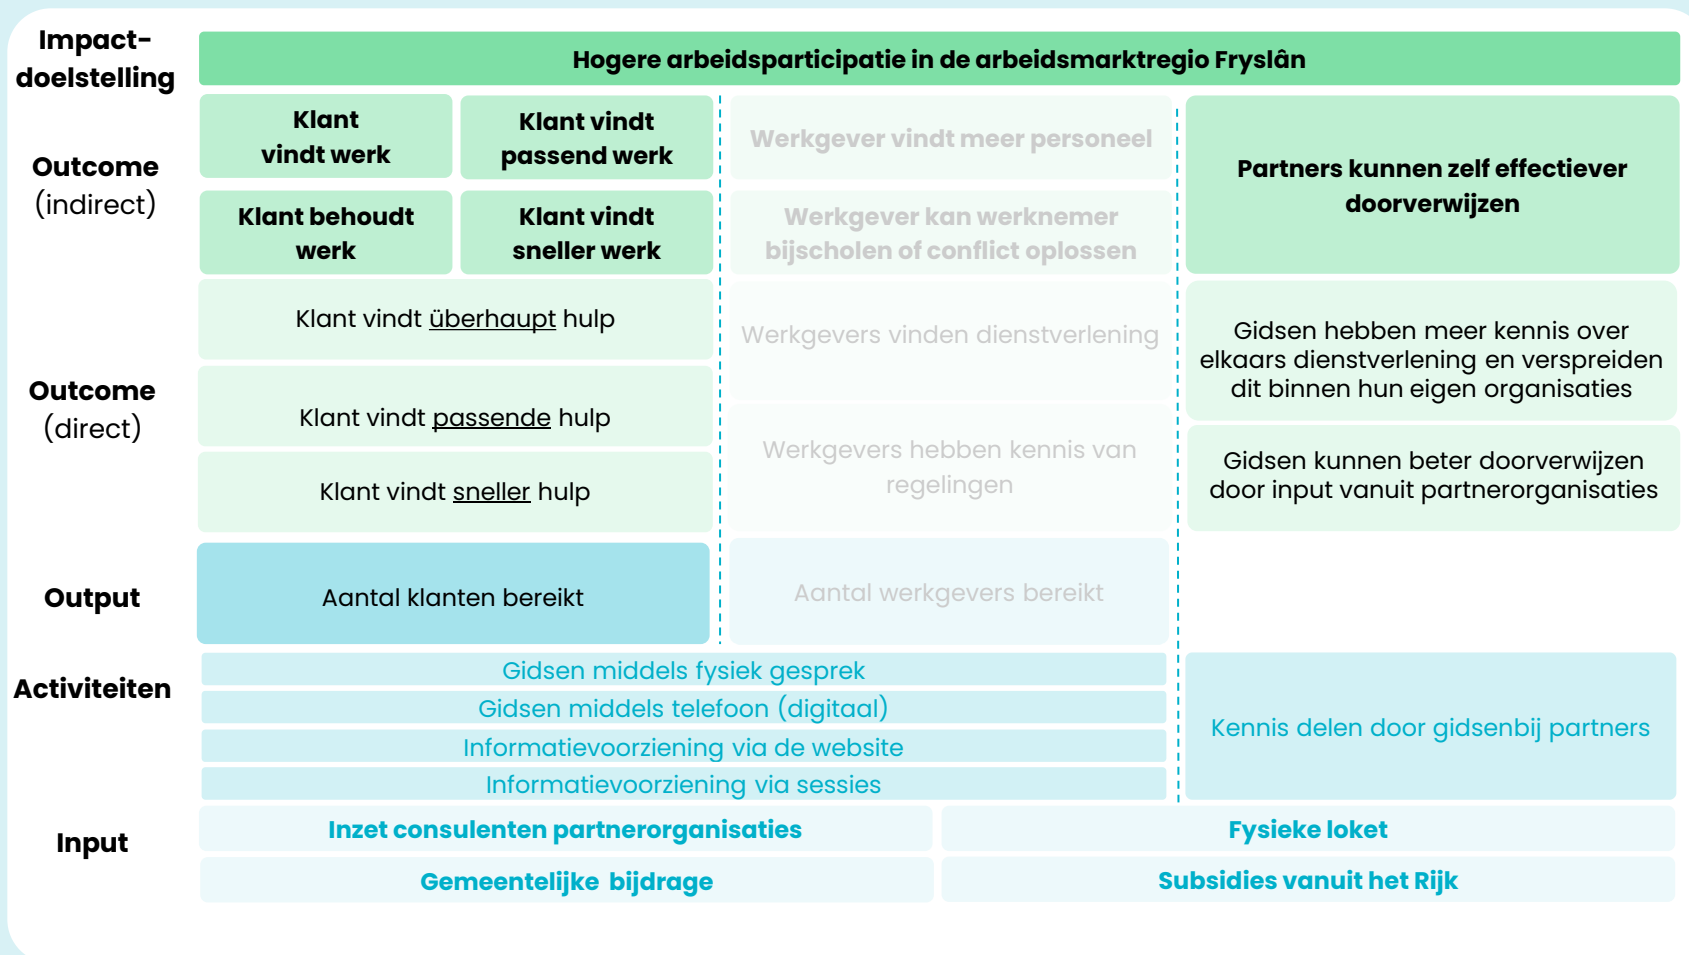 Impact-
doelstelling
Hogere arbeidsparticipatie in de arbeidsmarktregio Fryslân
Outcome
(indirect)
Klant
vindt werk
Klant vindt
passend werk
Klant behoudt
werk
Klant vindt
sneller werk
Werkgever vindt meer personeel
Werkgever kan werknemer
bijscholen of conflict oplossen
Partners kunnen zelf effectiever
doorverwijzen
Outcome
(direct)
Klant vindt überhaupt hulp
Klant vindt passende hulp
Klant vindt sneller hulp
Werkgevers vinden dienstverlening
Werkgevers hebben kennis van
regelingen
Gidsen hebben meer kennis over
elkaars dienstverlening en verspreiden
dit binnen hun eigen organisaties
Gidsen kunnen beter doorverwijzen
door input vanuit partnerorganisaties
Output
Aantal klanten bereikt
Aantal werkgevers bereikt
Activiteiten
Gidsen middels fysiek gesprek
Gidsen middels telefoon (digitaal)
Informatievoorziening via de website
Informatievoorziening via sessies
Kennis delen door gidsenbij partners
Input
Inzet consulenten partnerorganisaties
Fysieke loket
Gemeentelijke bijdrage
Subsidies vanuit het Rijk